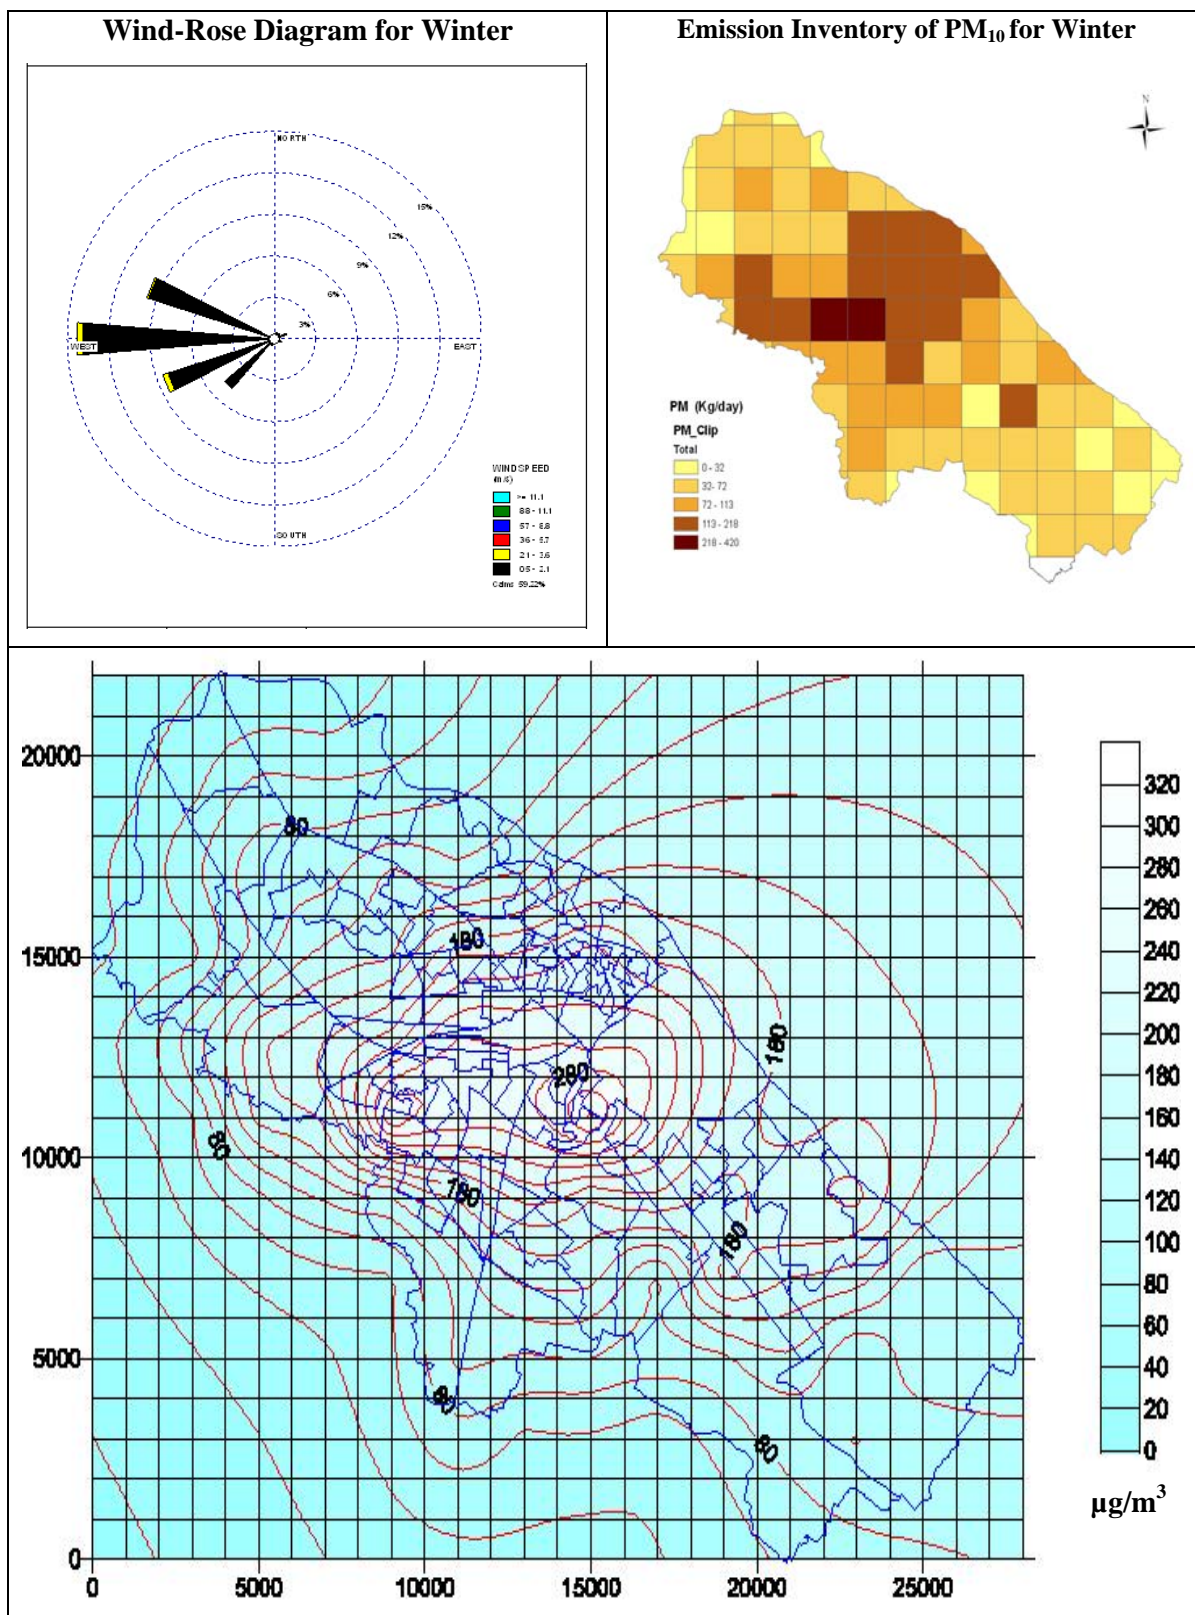 Wind-Rose Diagram for Winter
NORTH
15%
12%
9%
6%
3%
WEST
EAST
SOUTH
WIND SPEED
(m/s)
>= 11.1
8.8 - 11.1
5.7 - 8.8
3.6 - 5.7
2.1 - 3.6
0.5 - 2.1
Calms: 59.22%
Emission Inventory of PM₁₀ for Winter
N
PM (Kg/day)
PM_Clip
Total
0 - 32
32 - 72
72 - 113
113 - 218
218 - 420
20000
15000
10000
5000
0
0
5000
10000
15000
20000
25000
80
180
280
180
80
180
180
80
80
320
300
280
260
240
220
200
180
160
140
120
100
80
60
40
20
0
µg/m³